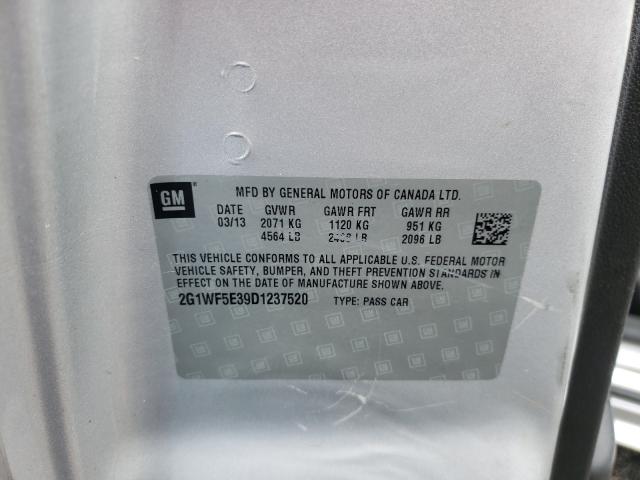 GM
MFD BY GENERAL MOTORS OF CANADA LTD.
DATE GVWR GAWR FRT GAWR RR
03/13 2071 KG 1120 KG 951 KG
4564 LB LB 2096 LB
THIS VEHICLE CONFORMS TO ALL APPLICABLE U.S. FEDERAL MOTOR
VEHICLE SAFETY, BUMPER, AND THEFT PREVENTION STANDARDS IN
EFFECT ON THE DATE OF MANUFACTURE SHOWN ABOVE.
2G1WF5E39D1237520 TYPE: PASS CAR